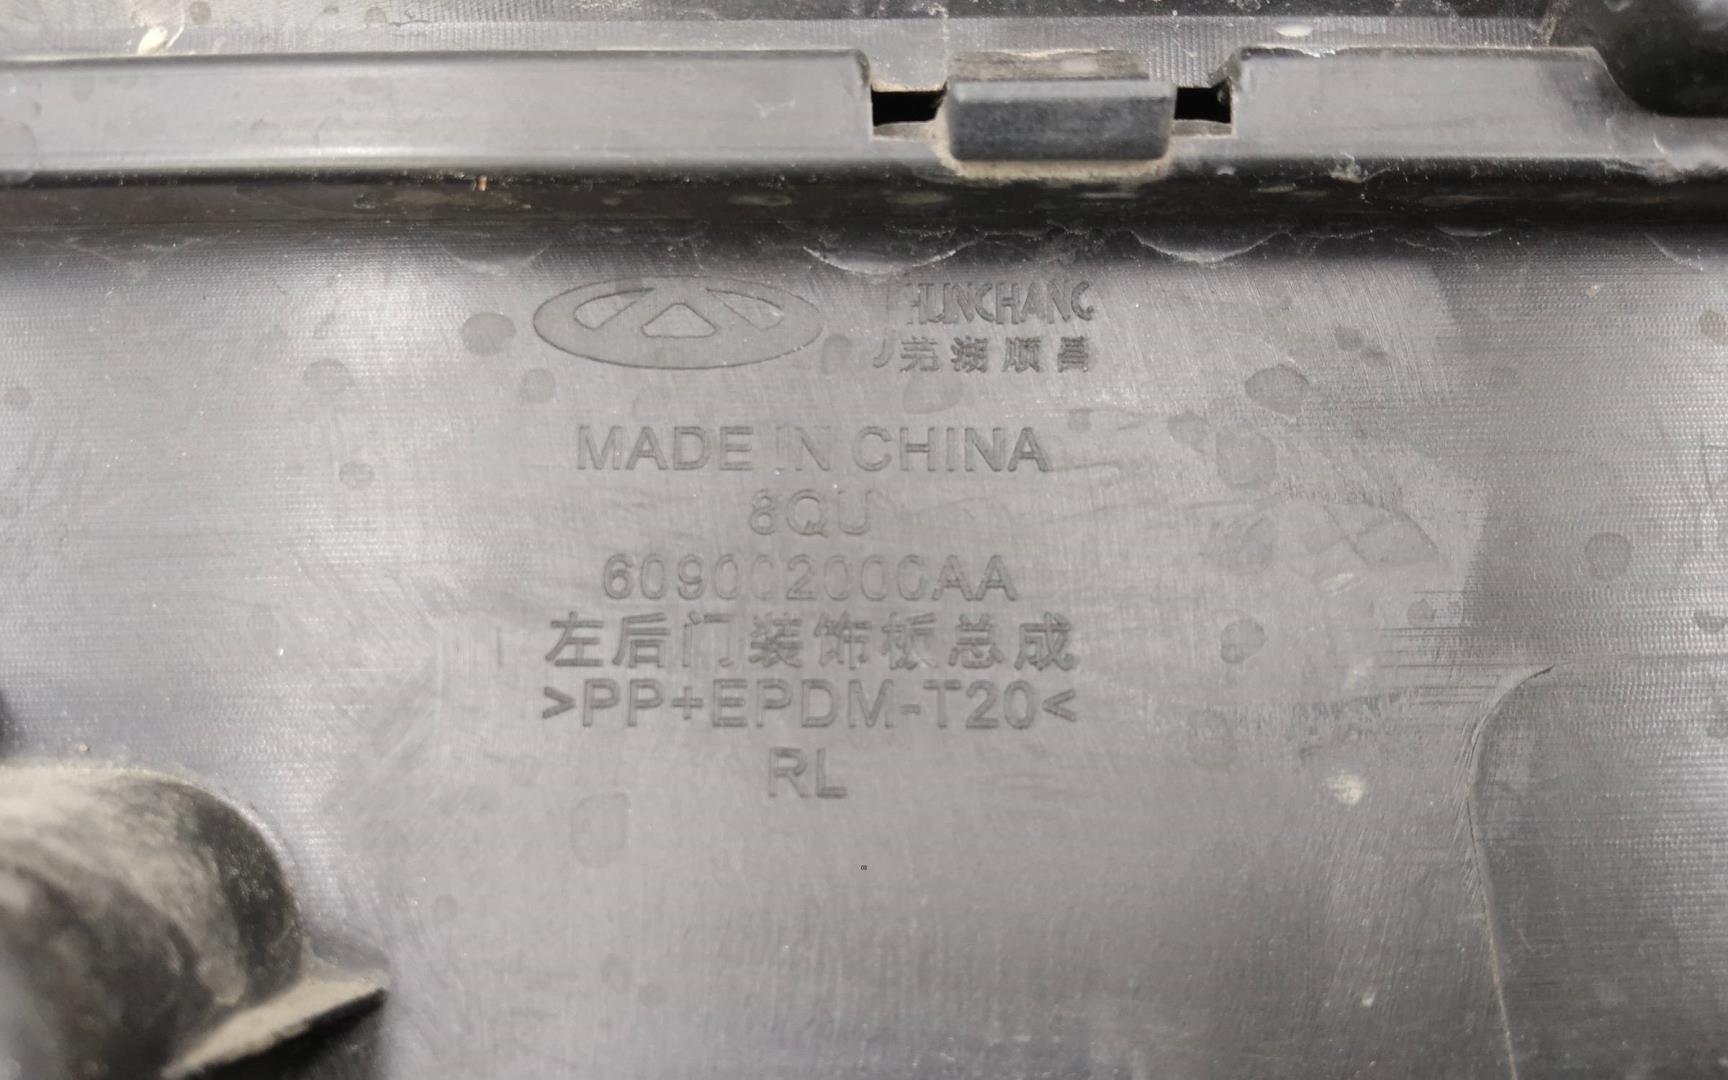 HUNCHANG
芜湖顺昌
MADE IN CHINA
8QU
609002000AA
左后门装饰板总成
>PP+EPDM-T20<
RL